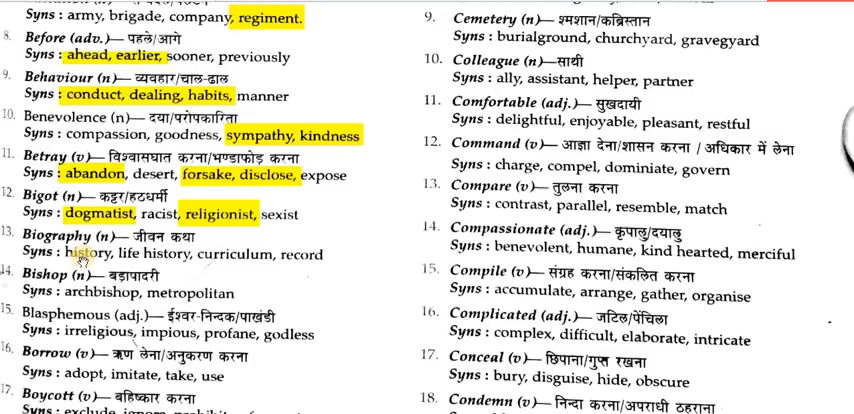 Syns : army, brigade, company, regiment.
8. Before (adv.)— पहले/आगे
Syns : ahead, earlier, sooner, previously
9. Behaviour (n)— व्यवहार/चाल-ढाल
Syns : conduct, dealing, habits, manner
10. Benevolence (n)— दया/परोपकारिता
Syns : compassion, goodness, sympathy, kindness
11. Betray (v)— विश्वासघात करना/भण्डाफोड़ करना
Syns : abandon, desert, forsake, disclose, expose
12. Bigot (n)— कट्टर/हठधर्मी
Syns : dogmatist, racist, religionist, sexist
13. Biography (n)— जीवन कथा
Syns : history, life history, curriculum, record
14. Bishop (n)— बड़ापादरी
Syns : archbishop, metropolitan
15. Blasphemous (adj.)— ईश्वर-निन्दक/पाखंडी
Syns : irreligious, impious, profane, godless
16. Borrow (v)— ऋण लेना/अनुकरण करना
Syns : adopt, imitate, take, use
17. Boycott (v)— बहिष्कार करना
Syns : exclude, ignore,
9. Cemetery (n)— श्मशान/कब्रिस्तान
Syns : burialground, churchyard, gravegyard
10. Colleague (n)—साथी
Syns : ally, assistant, helper, partner
11. Comfortable (adj.)— सुखदायी
Syns : delightful, enjoyable, pleasant, restful
12. Command (v)— आज्ञा देना/शासन करना / अधिकार में लेना
Syns : charge, compel, dominiate, govern
13. Compare (v)— तुलना करना
Syns : contrast, parallel, resemble, match
14. Compassionate (adj.)— कृपालु/दयालु
Syns : benevolent, humane, kind hearted, merciful
15. Compile (v)— संग्रह करना/संकलित करना
Syns : accumulate, arrange, gather, organise
16. Complicated (adj.)— जटिल/पेंचिला
Syns : complex, difficult, elaborate, intricate
17. Conceal (v)— छिपाना/गुप्त रखना
Syns : bury, disguise, hide, obscure
18. Condemn (v)— निन्दा करना/अपराधी ठहराना